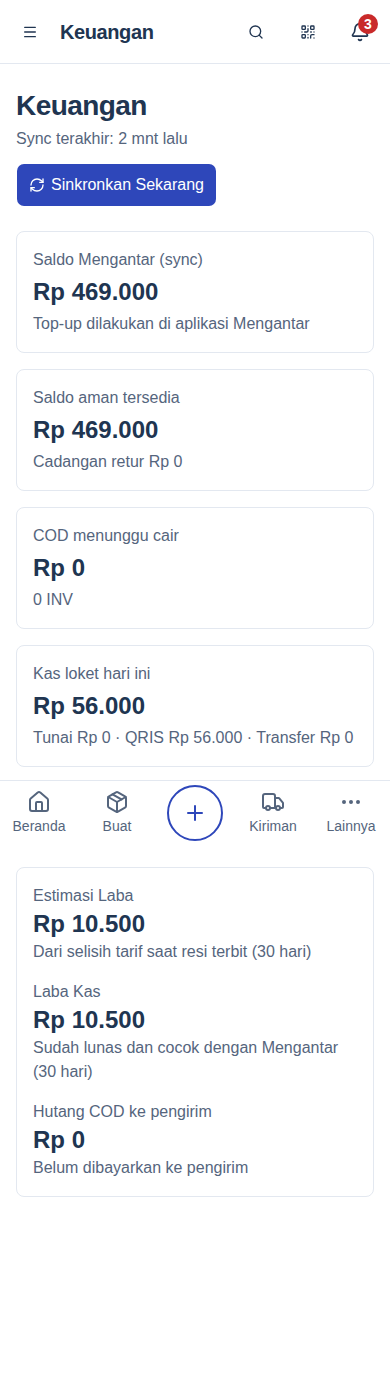 Keuangan
3
Keuangan
Sync terakhir: 2 mnt lalu
Sinkronkan Sekarang
Saldo Mengantar (sync)
Rp 469.000
Top-up dilakukan di aplikasi Mengantar
Saldo aman tersedia
Rp 469.000
Cadangan retur Rp 0
COD menunggu cair
Rp 0
0 INV
Kas loket hari ini
Rp 56.000
Tunai Rp 0 · QRIS Rp 56.000 · Transfer Rp 0
Beranda Buat Kiriman Lainnya
Estimasi Laba
Rp 10.500
Dari selisih tarif saat resi terbit (30 hari)
Laba Kas
Rp 10.500
Sudah lunas dan cocok dengan Mengantar
(30 hari)
Hutang COD ke pengirim
Rp 0
Belum dibayarkan ke pengirim